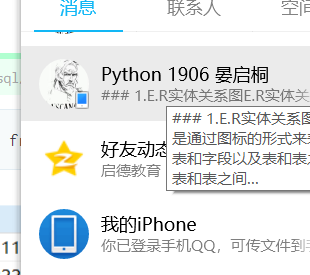 消息 联系人 空间
sql
Python 1906 晏启桐
### 1.E.R实体关系图E.R实体关
### 1.E.R实体关系图
是通过图标的形式来
表和字段以及表和表之
表和表之间...
好友动态
启德教育
我的iPhone
你已登录手机QQ，可传文件到手
11
22